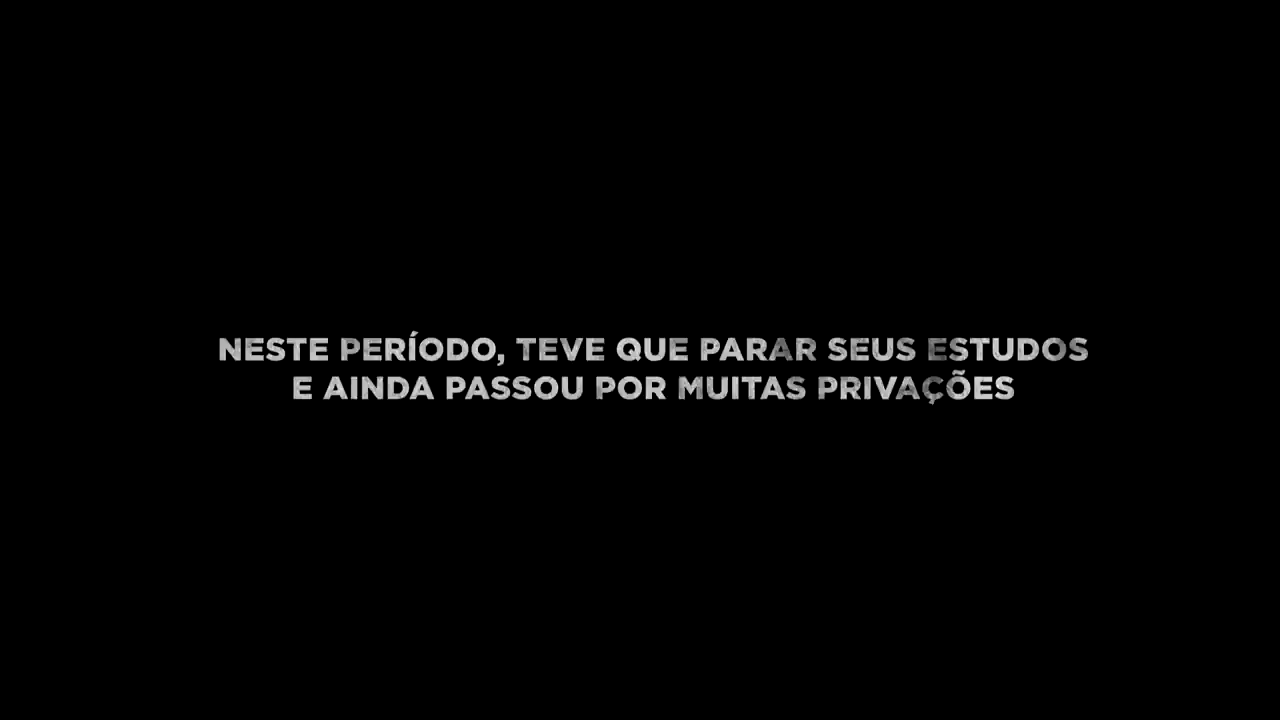 NESTE PERÍODO, TEVE QUE PARAR SEUS ESTUDOS
E AINDA PASSOU POR MUITAS PRIVAÇÕES